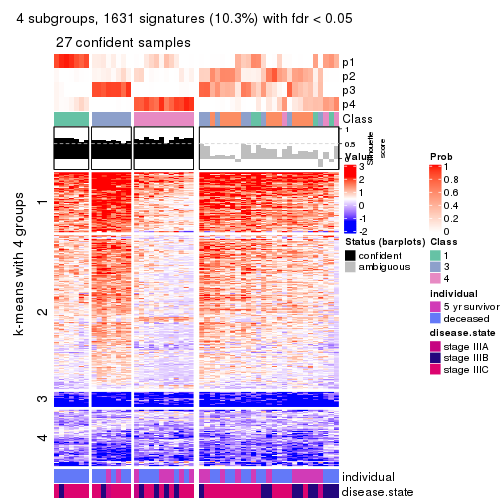 4 subgroups, 1631 signatures (10.3%) with fdr < 0.05
27 confident samples
p1
p2
p3
p4
Class
1
0.5
0
Silhouette
score
k-means with 4 groups
1
2
3
4
individual
disease.state
Value
3
2
1
0
-1
-2
Status (barplots)
confident
ambiguous
Prob
1
0.8
0.6
0.4
0.2
0
Class
1
3
4
individual
5 yr survivor
deceased
disease.state
stage IIIA
stage IIIB
stage IIIC